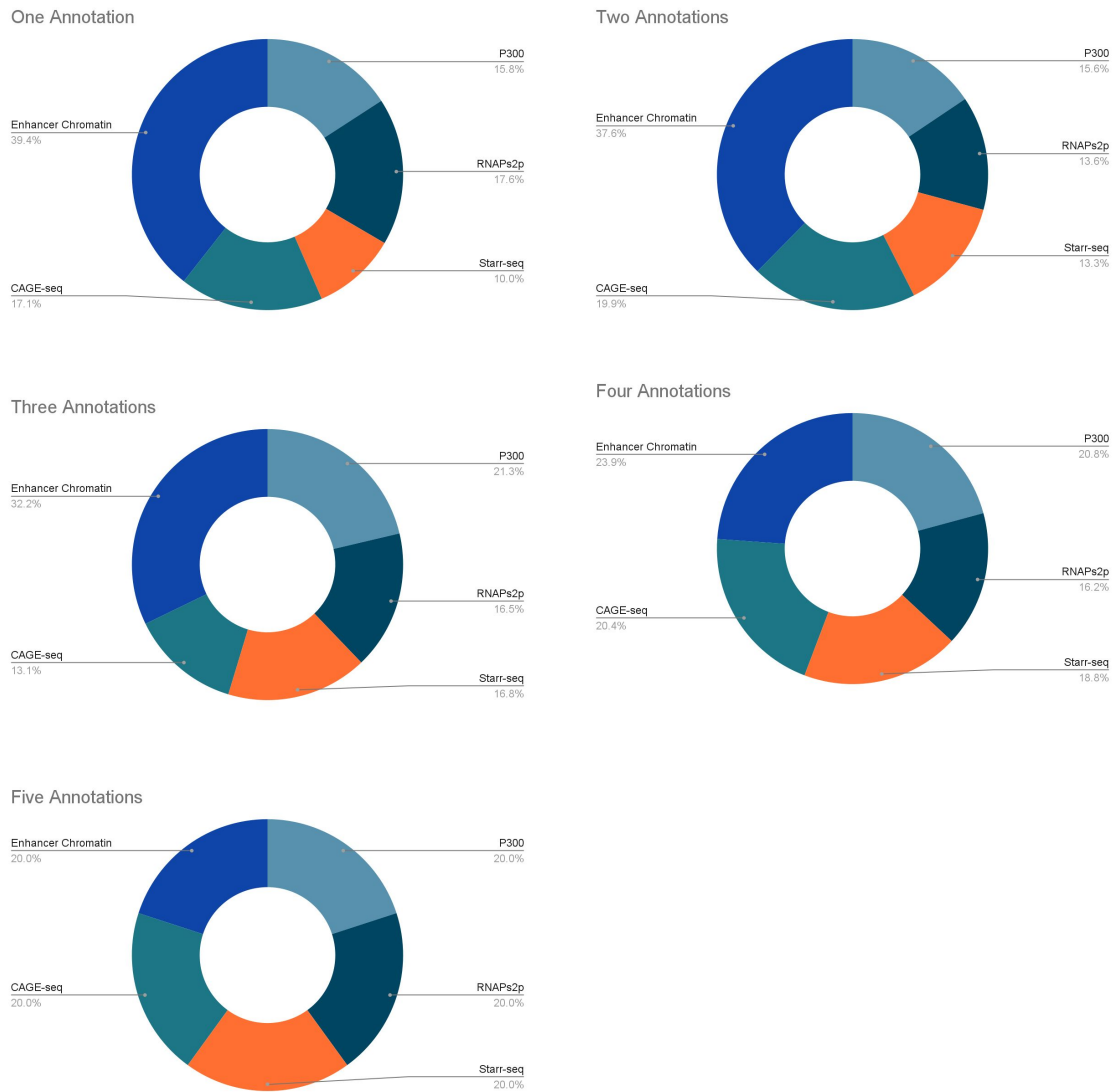 One Annotation
P300
15.8%
Enhancer Chromatin
39.4%
RNAPs2p
17.6%
Starr-seq
10.0%
CAGE-seq
17.1%
Two Annotations
P300
15.6%
Enhancer Chromatin
37.6%
RNAPs2p
13.6%
Starr-seq
13.3%
CAGE-seq
19.9%
Three Annotations
P300
21.3%
Enhancer Chromatin
32.2%
RNAPs2p
16.5%
CAGE-seq
13.1%
Starr-seq
16.8%
Four Annotations
P300
20.8%
Enhancer Chromatin
23.9%
RNAPs2p
16.2%
CAGE-seq
20.4%
Starr-seq
18.8%
Five Annotations
Enhancer Chromatin
20.0%
P300
20.0%
CAGE-seq
20.0%
RNAPs2p
20.0%
Starr-seq
20.0%